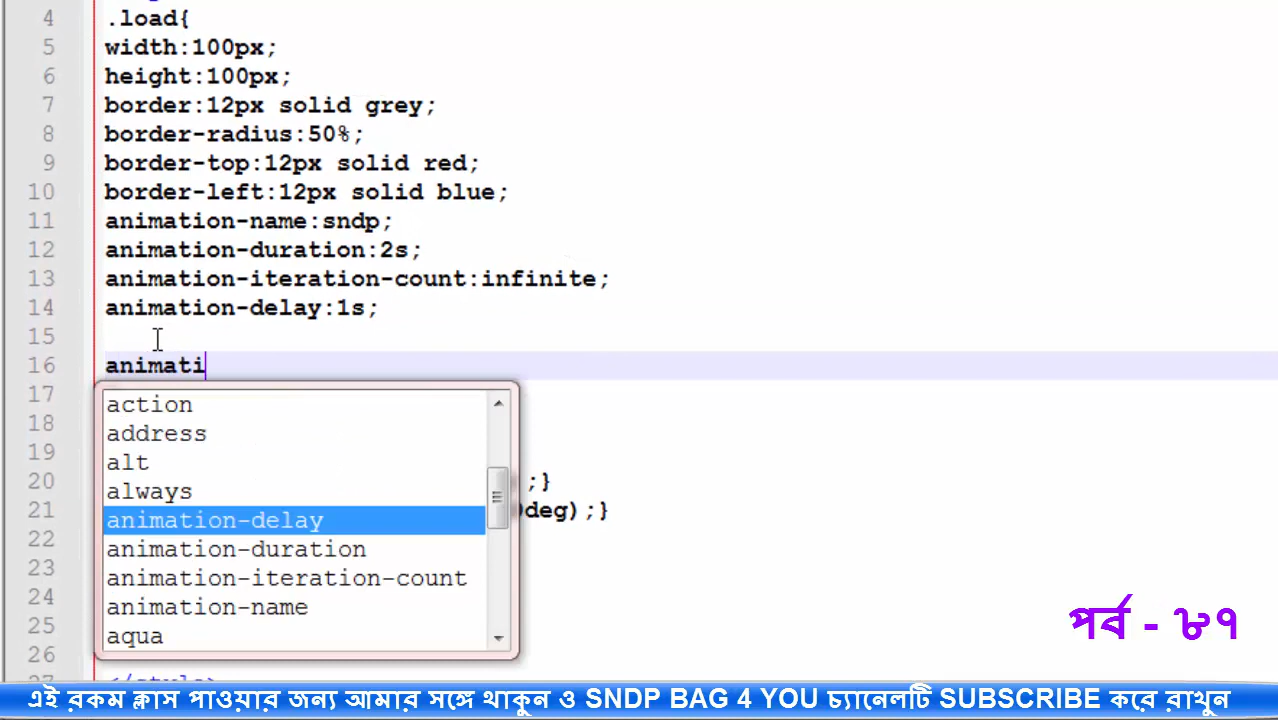 4 .load{
5 width:100px;
6 height:100px;
7 border:12px solid grey;
8 border-radius:50%;
9 border-top:12px solid red;
10 border-left:12px solid blue;
11 animation-name:sndp;
12 animation-duration:2s;
13 animation-iteration-count:infinite;
14 animation-delay:1s;
15
16 animati
17 action
18 address
19 alt
always
20 ;}
animation-delay
21 deg);}
22 animation-duration
23 animation-iteration-count
24 animation-name
25 aqua
26
পর্ব - ৮৭
</style>
এই রকম ক্লাস পাওয়ার জন্য আমার সঙ্গে থাকুন ও SNDP BAG 4 YOU চ্যানেলটি SUBSCRIBE করে রাখুন